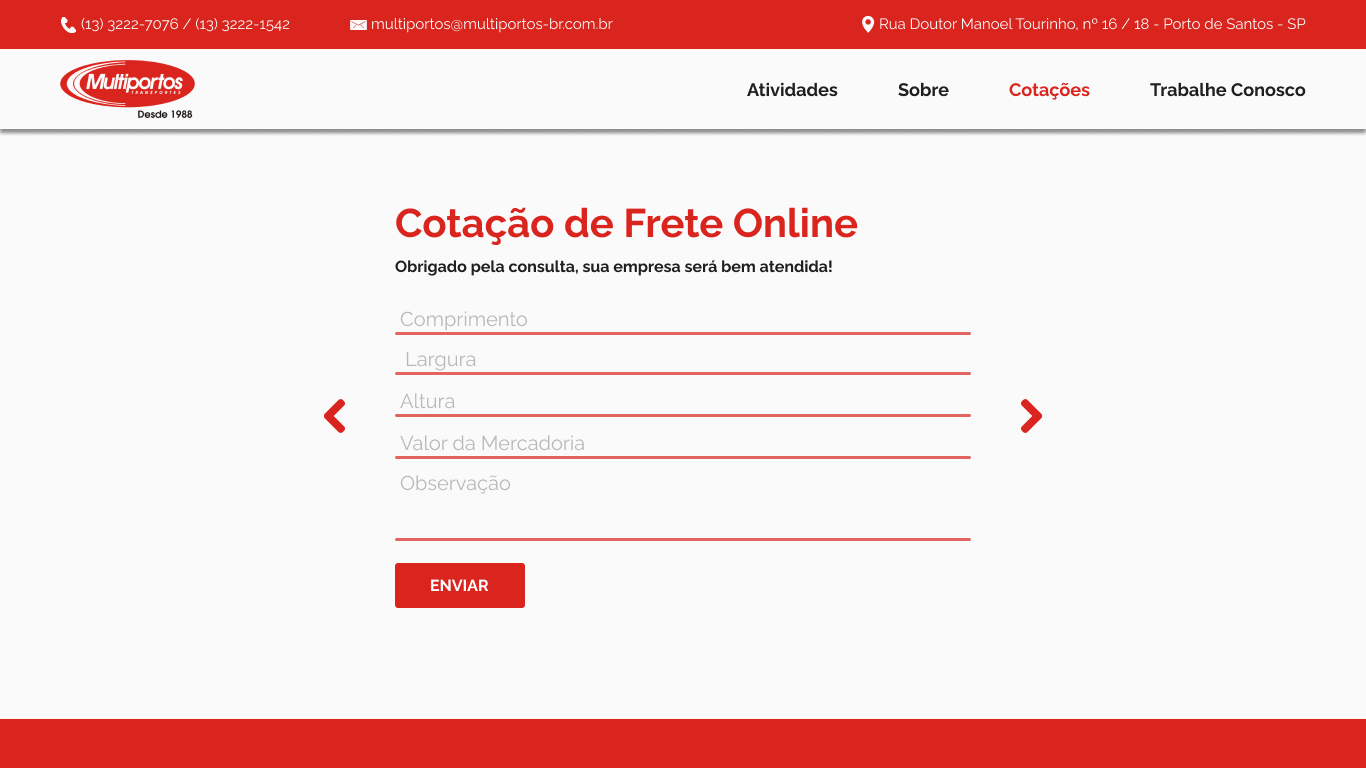 (13) 3222-7076 / (13) 3222-1542
multiportos@multiportos-br.com.br
Rua Doutor Manoel Tourinho, nº 16 / 18 - Porto de Santos - SP
Multiportos
TRANSPORTES
Desde 1988
Atividades
Sobre
Cotações
Trabalhe Conosco
Cotação de Frete Online
Obrigado pela consulta, sua empresa será bem atendida!
Comprimento
Largura
Altura
Valor da Mercadoria
Observação
ENVIAR